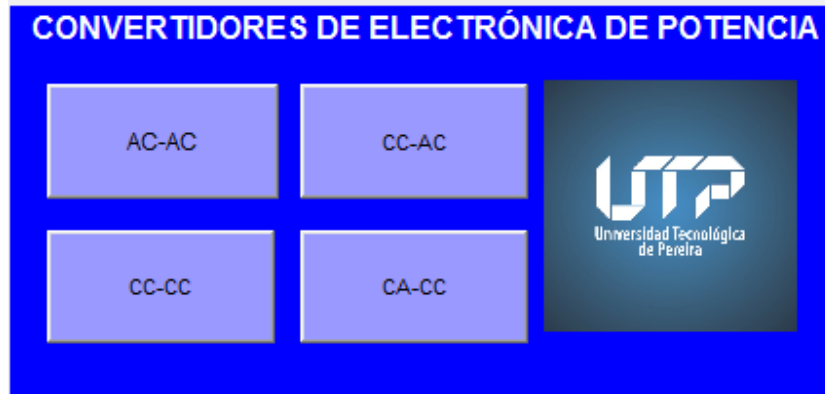 CONVERTIDORES DE ELECTRÓNICA DE POTENCIA
AC-AC
CC-AC
CC-CC
CA-CC
UTP
Universidad Tecnológica
de Pereira